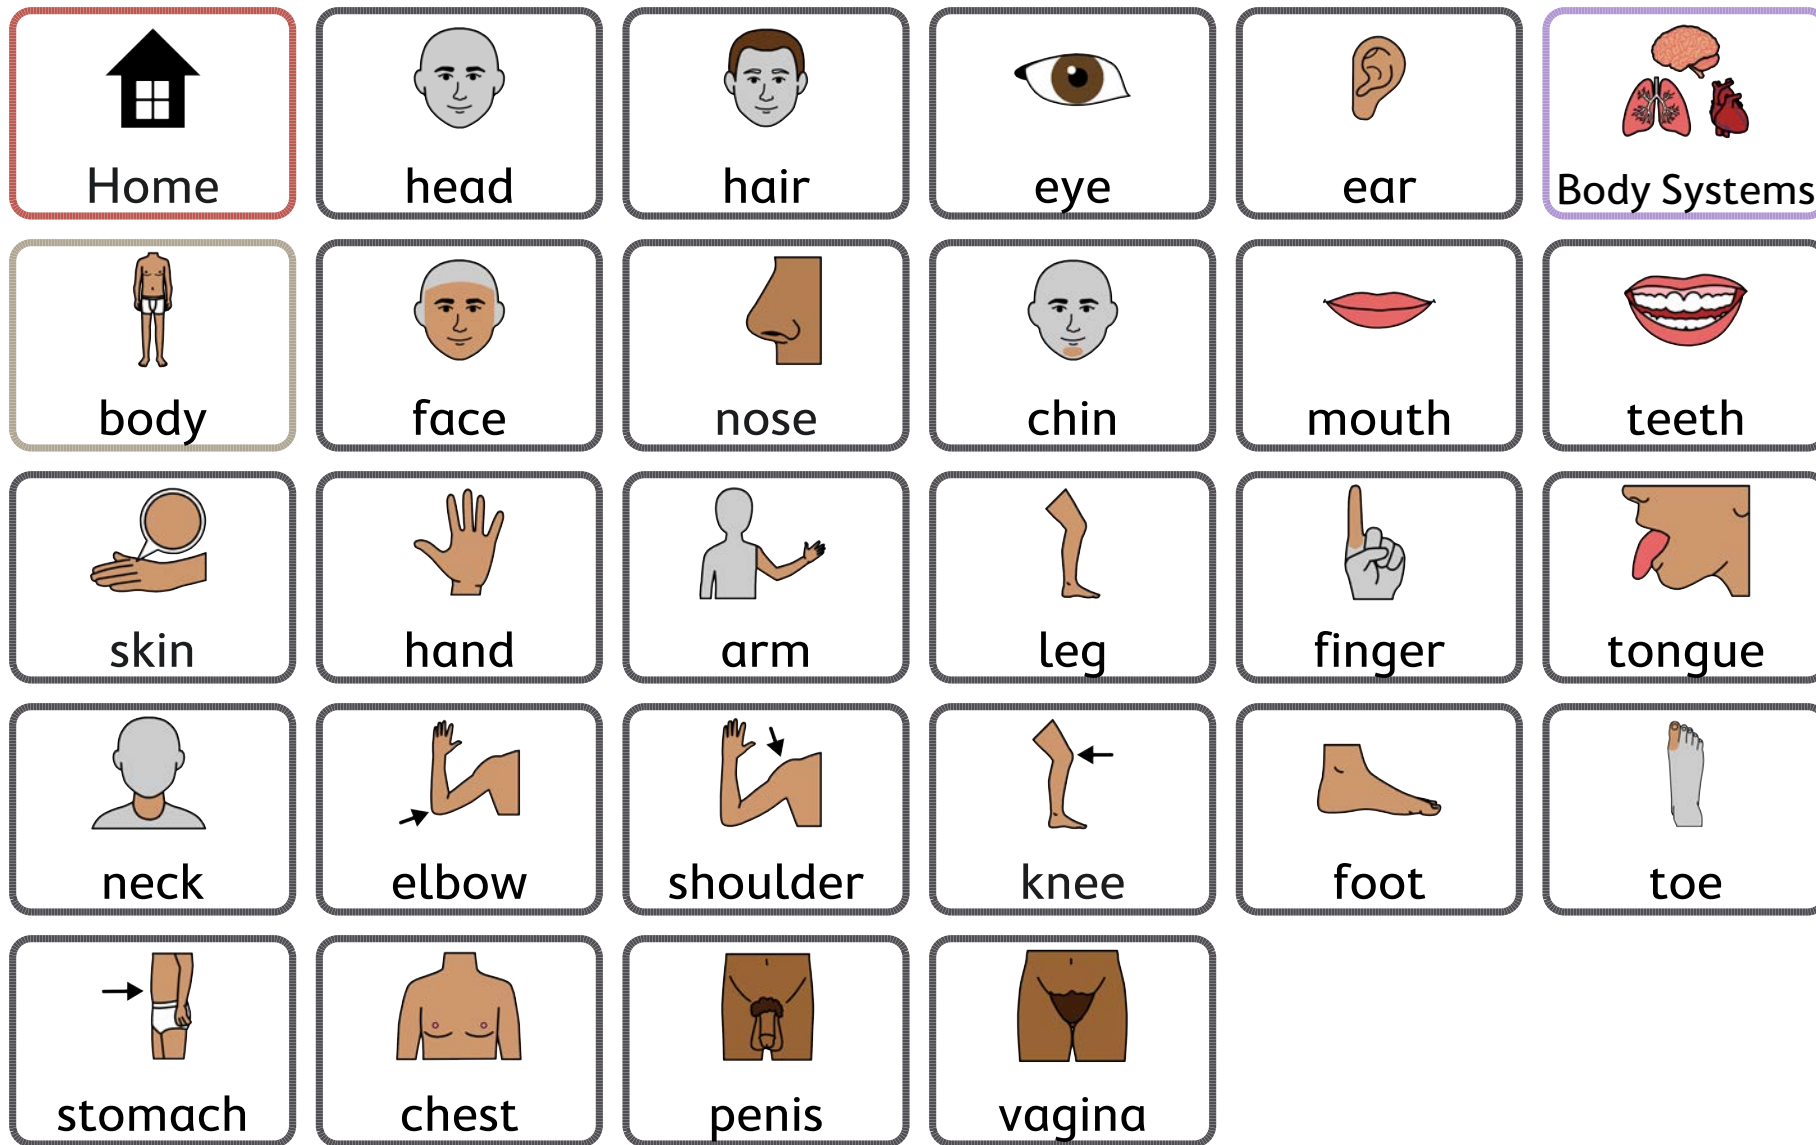 Home
head
hair
eye
ear
Body Systems
body
face
nose
chin
mouth
teeth
skin
hand
arm
leg
finger
tongue
neck
elbow
shoulder
knee
foot
toe
stomach
chest
penis
vagina